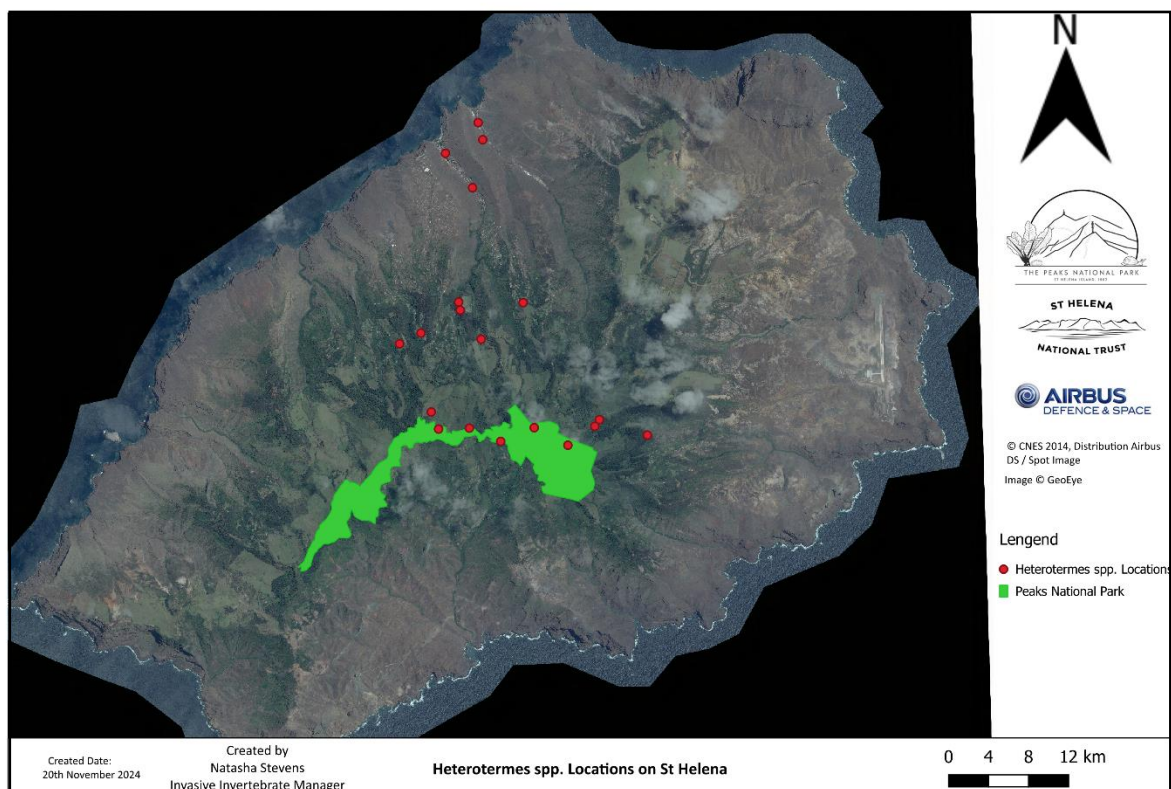 N
THE PEAKS NATIONAL PARK
ST HELENA
NATIONAL TRUST
AIRBUS
DEFENCE & SPACE
© CNES 2014, Distribution Airbus
DS / Spot Image
Image © GeoEye
Lengend
Heterotermes spp. Locations
Peaks National Park
Created Date:
20th November 2024
Created by
Natasha Stevens
Invasive Invertebrate Manager
Heterotermes spp. Locations on St Helena
0 4 8 12 km